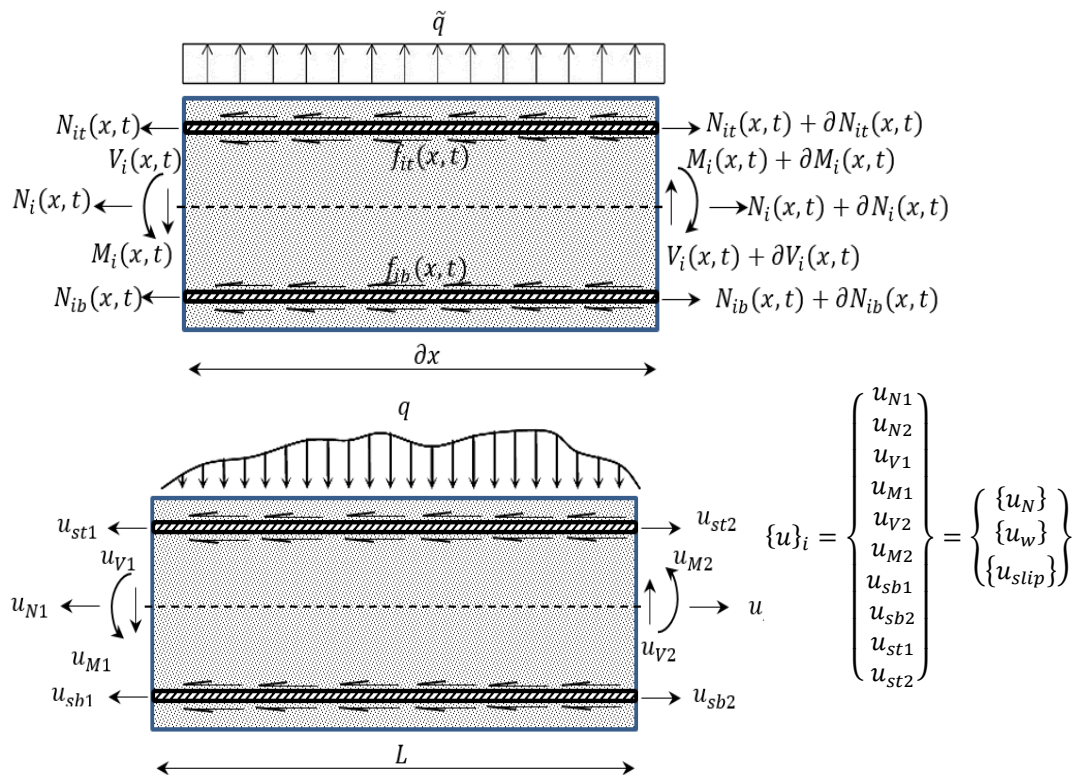 q̃
N_it(x, t)
N_it(x, t) + ∂N_it(x, t)
V_i(x, t)
f_it(x, t)
M_i(x, t) + ∂M_i(x, t)
N_i(x, t)
N_i(x, t) + ∂N_i(x, t)
M_i(x, t)
f_ib(x, t)
V_i(x, t) + ∂V_i(x, t)
N_ib(x, t)
N_ib(x, t) + ∂N_ib(x, t)
∂x
q
u_st1
u_st2
u_V1
u_M2
u_N1
u
u_M1
u_V2
u_sb1
u_sb2
L
{u}_i = { u_N1 u_N2 u_V1 u_M1 u_V2 u_M2 u_sb1 u_sb2 u_st1 u_st2 } = { {u_N} {u_w} {u_slip} }